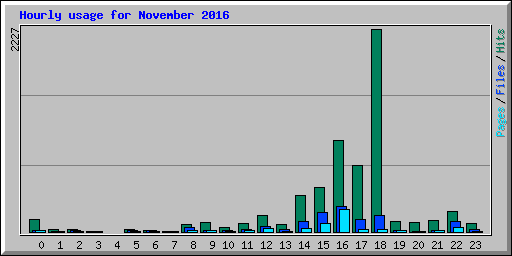 Hourly usage for November 2016
2227
Pages/Files/Hits
0 1 2 3 4 5 6 7 8 9 10 11 12 13 14 15 16 17 18 19 20 21 22 23